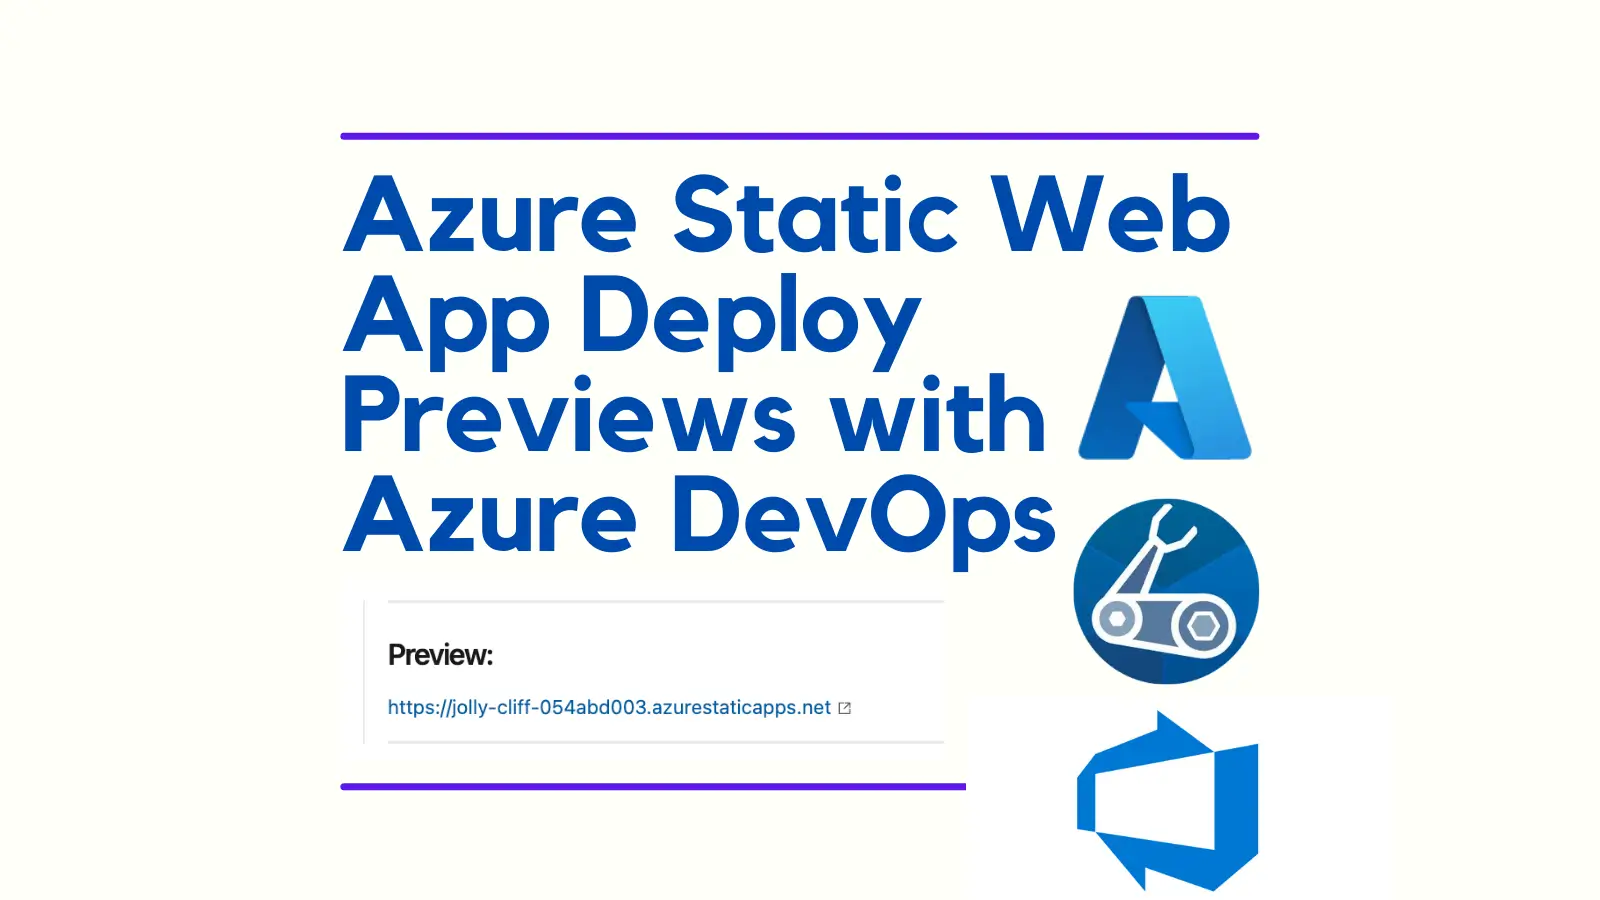 Azure Static Web
App Deploy
Previews with
Azure DevOps
Preview:
https://jolly-cliff-054abd003.azurestaticapps.net